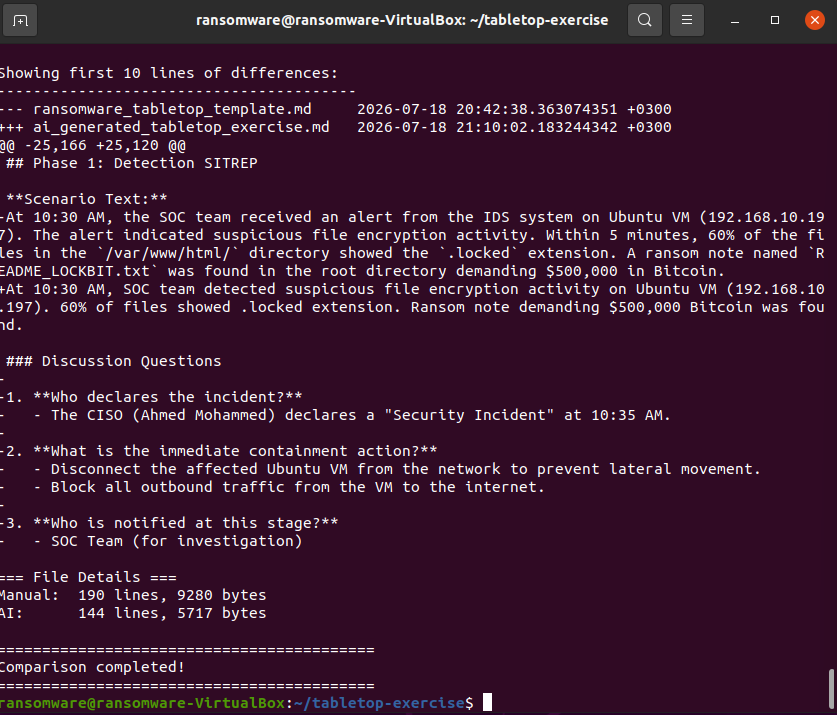 ransomware@ransomware-VirtualBox: ~/tabletop-exercise
Showing first 10 lines of differences:
----------------------------------------
--- ransomware_tabletop_template.md     2026-07-18 20:42:38.363074351 +0300
+++ ai_generated_tabletop_exercise.md   2026-07-18 21:10:02.183244342 +0300
@@ -25,166 +25,120 @@
 ## Phase 1: Detection SITREP
 **Scenario Text:**
-At 10:30 AM, the SOC team received an alert from the IDS system on Ubuntu VM (192.168.10.19
7). The alert indicated suspicious file encryption activity. Within 5 minutes, 60% of the fi
les in the `/var/www/html/` directory showed the `.locked` extension. A ransom note named `R
EADME_LOCKBIT.txt` was found in the root directory demanding $500,000 in Bitcoin.
+At 10:30 AM, SOC team detected suspicious file encryption activity on Ubuntu VM (192.168.10
.197). 60% of files showed .locked extension. Ransom note demanding $500,000 Bitcoin was fou
nd.
 ### Discussion Questions
-
-1. **Who declares the incident?**
-   - The CISO (Ahmed Mohammed) declares a "Security Incident" at 10:35 AM.
-
-2. **What is the immediate containment action?**
-   - Disconnect the affected Ubuntu VM from the network to prevent lateral movement.
-   - Block all outbound traffic from the VM to the internet.
-
-3. **Who is notified at this stage?**
-   - SOC Team (for investigation)
=== File Details ===
Manual:  190 lines, 9280 bytes
AI:      144 lines, 5717 bytes
==========================================
Comparison completed!
==========================================
ransomware@ransomware-VirtualBox:~/tabletop-exercise$